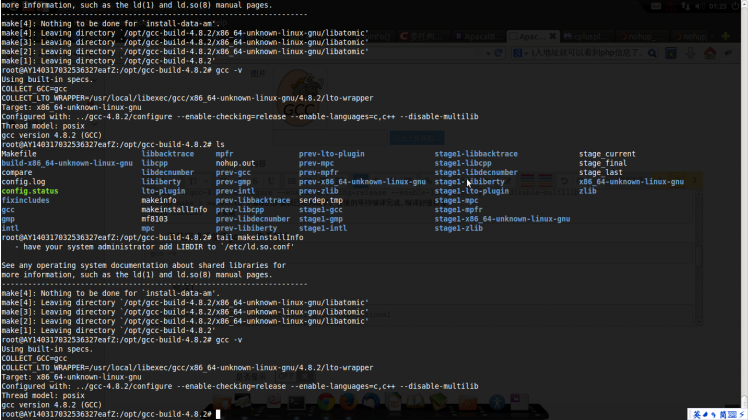 more information, such as the ld(1) and ld.so(8) manual pages.
----------------------------------------------------------------------
make[4]: Nothing to be done for `install-data-am'.
make[4]: Leaving directory `/opt/gcc-build-4.8.2/x86_64-unknown-linux-gnu/libatomic'
make[3]: Leaving directory `/opt/gcc-build-4.8.2/x86_64-unknown-linux-gnu/libatomic'
make[2]: Leaving directory `/opt/gcc-build-4.8.2/x86_64-unknown-linux-gnu/libatomic'
make[1]: Leaving directory `/opt/gcc-build-4.8.2'
root@AY140317032536327eafZ:/opt/gcc-build-4.8.2# gcc -v
Using built-in specs.
COLLECT_GCC=gcc
COLLECT_LTO_WRAPPER=/usr/local/libexec/gcc/x86_64-unknown-linux-gnu/4.8.2/lto-wrapper
Target: x86_64-unknown-linux-gnu
Configured with: ../gcc-4.8.2/configure --enable-checking=release --enable-languages=c,c++ --disable-multilib
Thread model: posix
gcc version 4.8.2 (GCC)
root@AY140317032536327eafZ:/opt/gcc-build-4.8.2# ls
Makefile libbacktrace mpfr prev-lto-plugin stage1-libbacktrace stage_current
build-x86_64-unknown-linux-gnu libcpp nohup.out prev-mpc stage1-libcpp stage_final
compare libdecnumber prev-gcc prev-mpfr stage1-libdecnumber stage_last
config.log libiberty prev-gmp prev-x86_64-unknown-linux-gnu stage1-libiberty x86_64-unknown-linux-gnu
config.status lto-plugin prev-intl prev-zlib stage1-lto-plugin zlib
fixincludes makeinfo prev-libbacktrace serdep.tmp stage1-mpc
gcc makeinstallInfo prev-libcpp stage1-gcc stage1-mpfr
gmp mf8103 prev-libdecnumber stage1-gmp stage1-x86_64-unknown-linux-gnu
intl mpc prev-libiberty stage1-intl stage1-zlib
root@AY140317032536327eafZ:/opt/gcc-build-4.8.2# tail makeinstallInfo
- have your system administrator add LIBDIR to `/etc/ld.so.conf'
See any operating system documentation about shared libraries for
more information, such as the ld(1) and ld.so(8) manual pages.
----------------------------------------------------------------------
make[4]: Nothing to be done for `install-data-am'.
make[4]: Leaving directory `/opt/gcc-build-4.8.2/x86_64-unknown-linux-gnu/libatomic'
make[3]: Leaving directory `/opt/gcc-build-4.8.2/x86_64-unknown-linux-gnu/libatomic'
make[2]: Leaving directory `/opt/gcc-build-4.8.2/x86_64-unknown-linux-gnu/libatomic'
make[1]: Leaving directory `/opt/gcc-build-4.8.2'
root@AY140317032536327eafZ:/opt/gcc-build-4.8.2# gcc -v
Using built-in specs.
COLLECT_GCC=gcc
COLLECT_LTO_WRAPPER=/usr/local/libexec/gcc/x86_64-unknown-linux-gnu/4.8.2/lto-wrapper
Target: x86_64-unknown-linux-gnu
Configured with: ../gcc-4.8.2/configure --enable-checking=release --enable-languages=c,c++ --disable-multilib
Thread model: posix
gcc version 4.8.2 (GCC)
root@AY140317032536327eafZ:/opt/gcc-build-4.8.2#
英 简